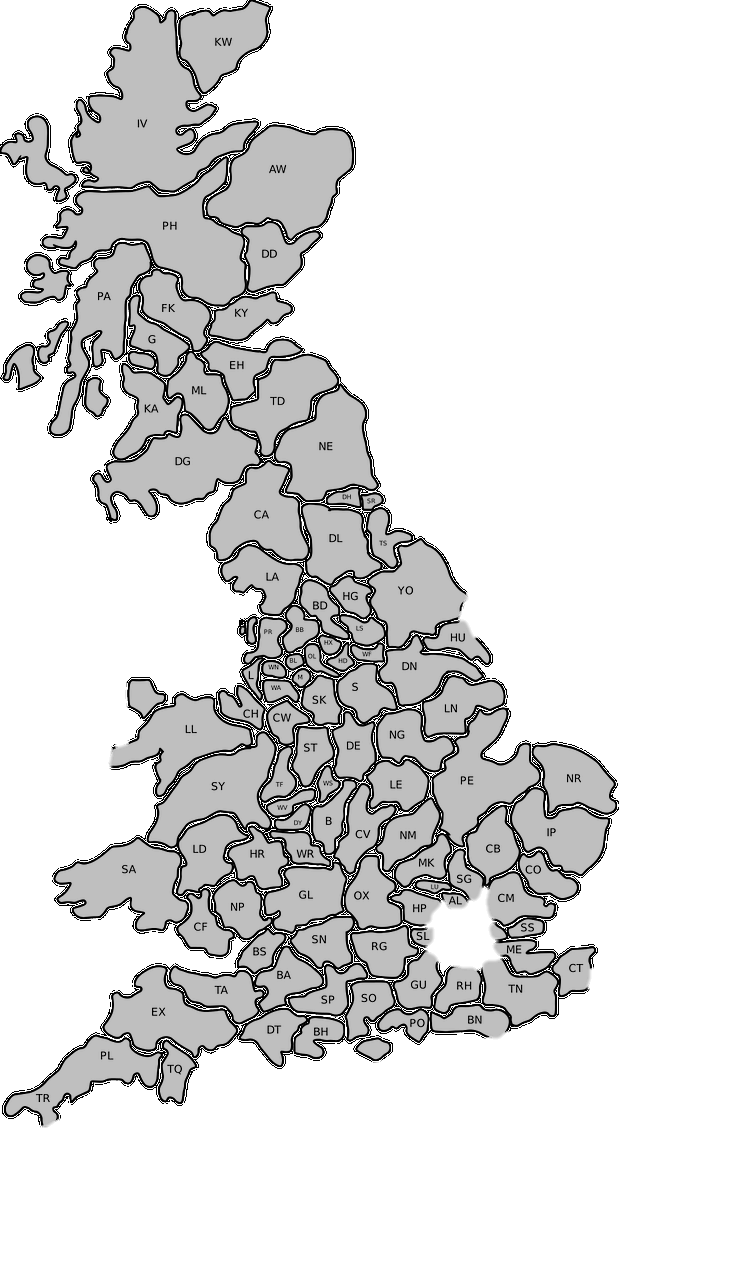 KW
IV
AW
PH
DD
PA
FK
KY
G
EH
ML
KA
TD
NE
DG
DH
SR
CA
DL
TS
LA
YO
HG
BD
LS
BB
PR
HU
HX
WF
OL
HD
BL
WN
DN
L
M
WA
S
SK
LN
CH
CW
LL
NG
DE
ST
PE
NR
SY
TF
WS
LE
WV
DY
B
CV
NM
IP
CB
LD
HR
WR
MK
CO
SA
SG
LU
GL
OX
AL
CM
NP
HP
CF
SS
SL
SN
RG
BS
ME
CT
BA
TA
GU
RH
TN
SP
SO
EX
PO
BN
DT
BH
PL
TQ
TR